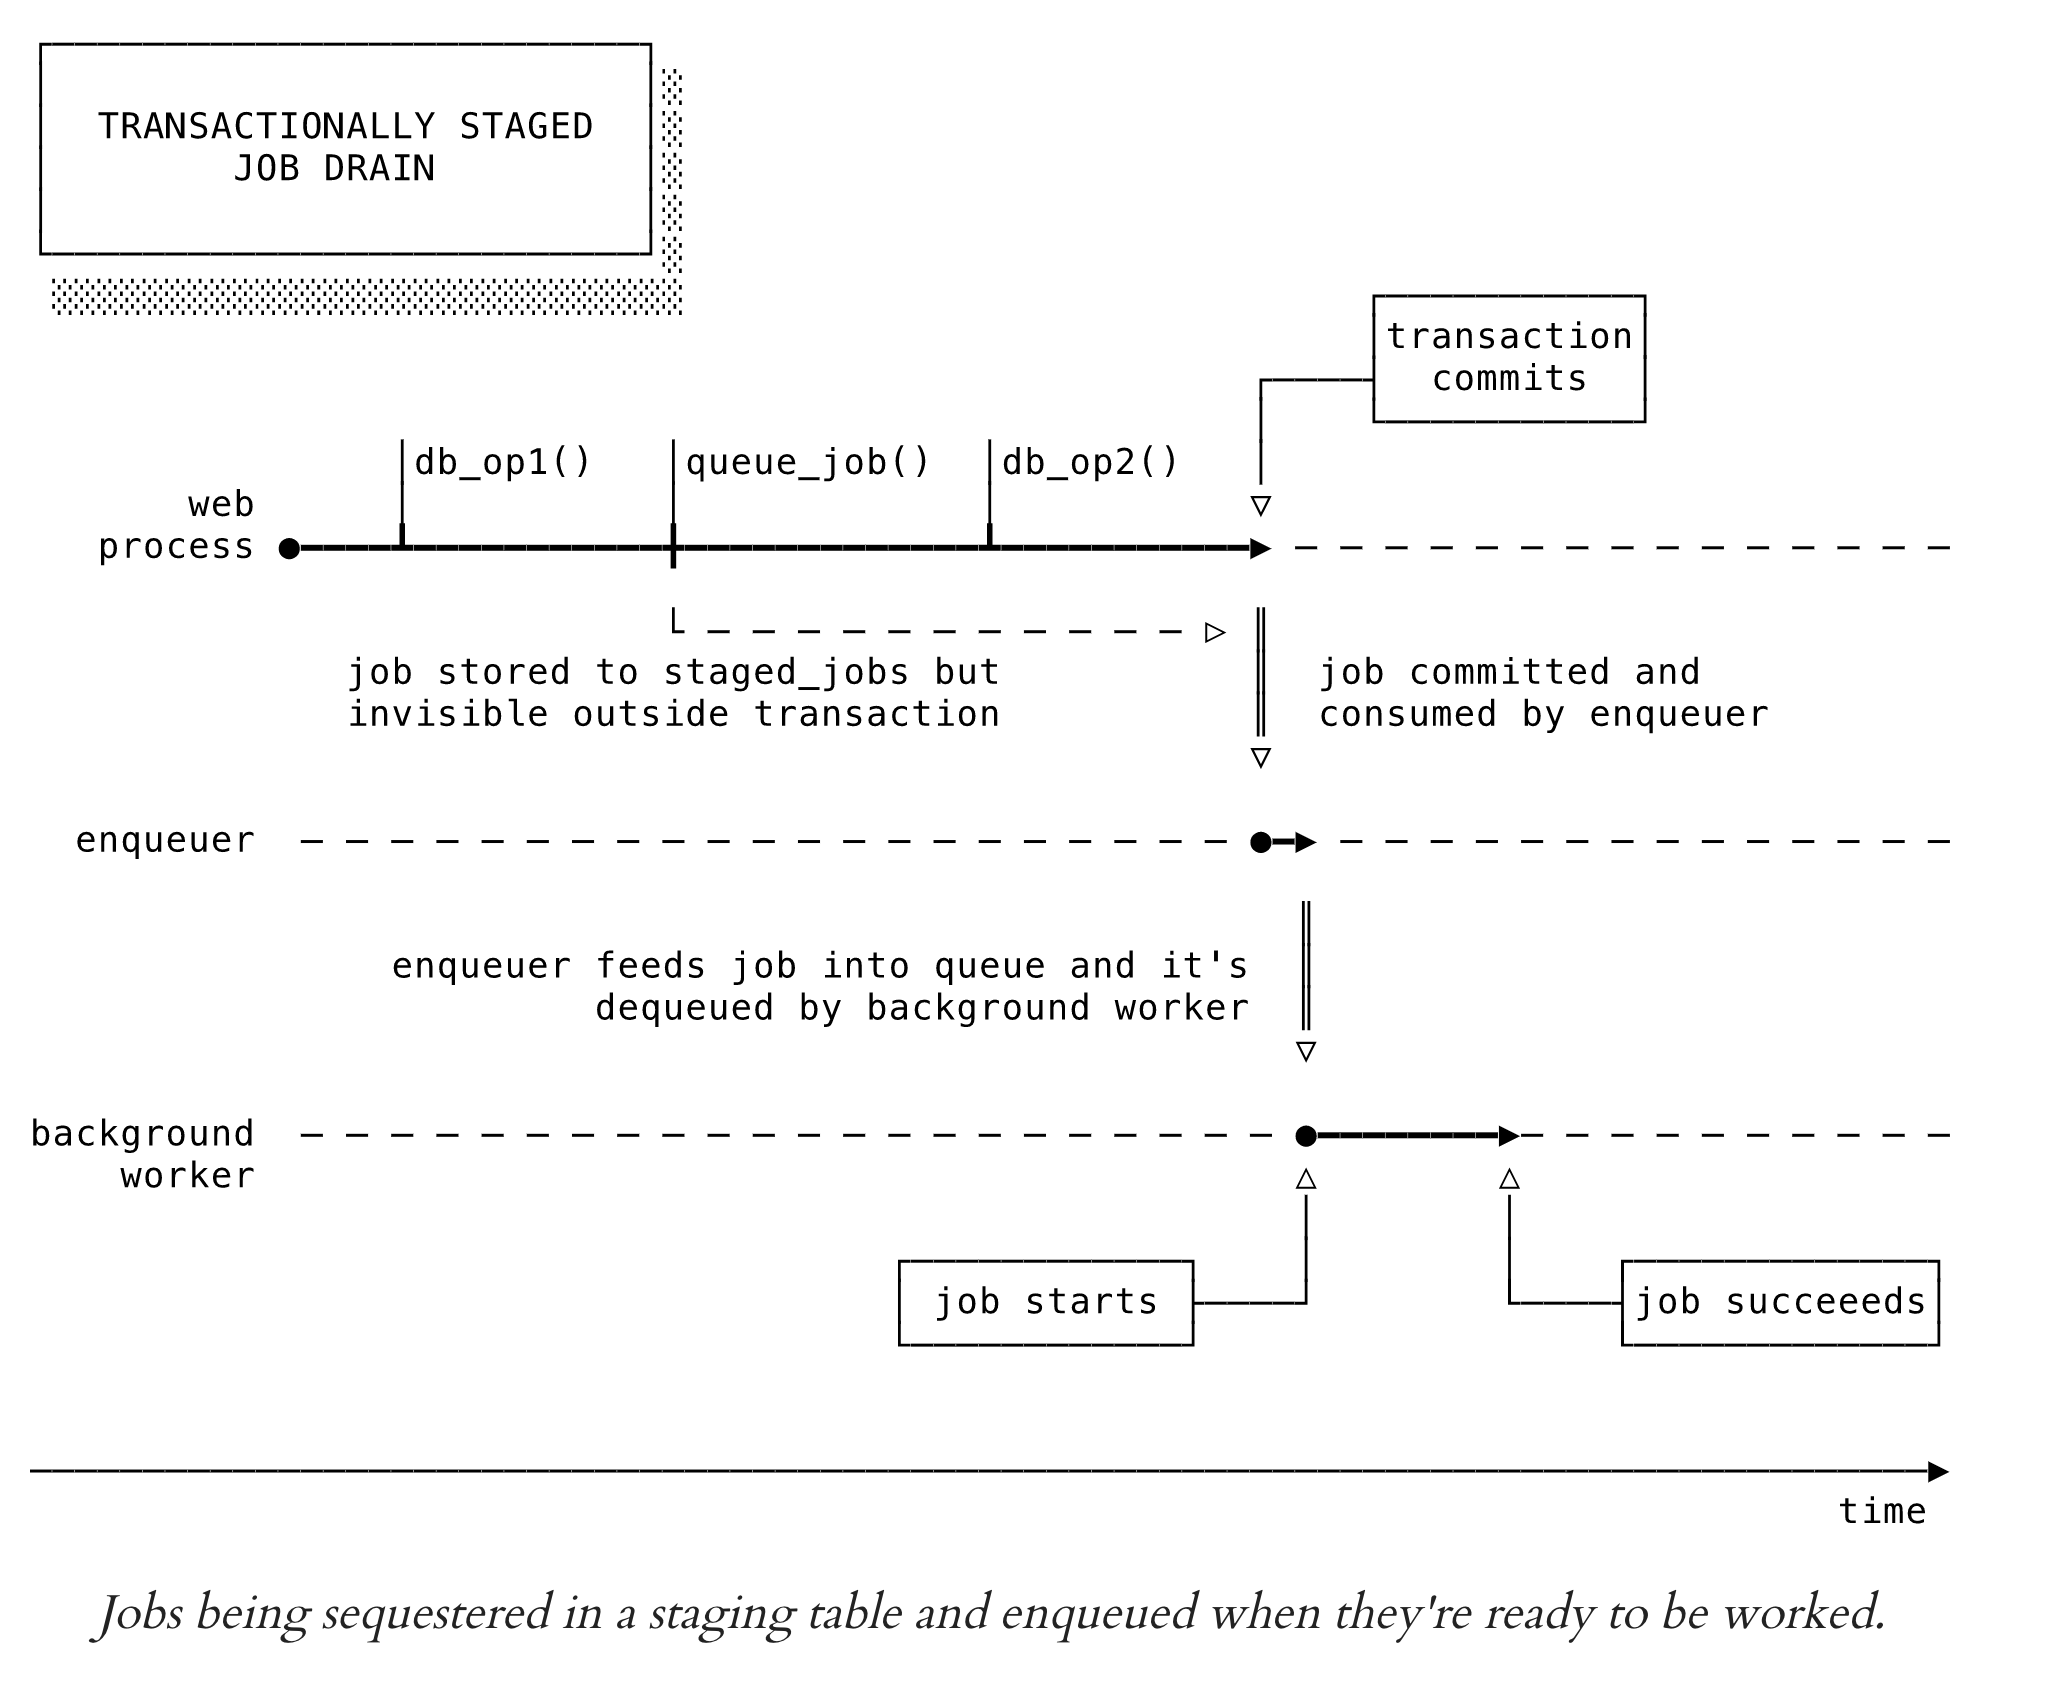 TRANSACTIONALLY STAGED
JOB DRAIN
transaction
commits
db_op1()
queue_job()
db_op2()
web
process
job stored to staged_jobs but
invisible outside transaction
job committed and
consumed by enqueuer
enqueuer
enqueuer feeds job into queue and it's
dequeued by background worker
background
worker
job starts
job succeeeds
time
Jobs being sequestered in a staging table and enqueued when they're ready to be worked.